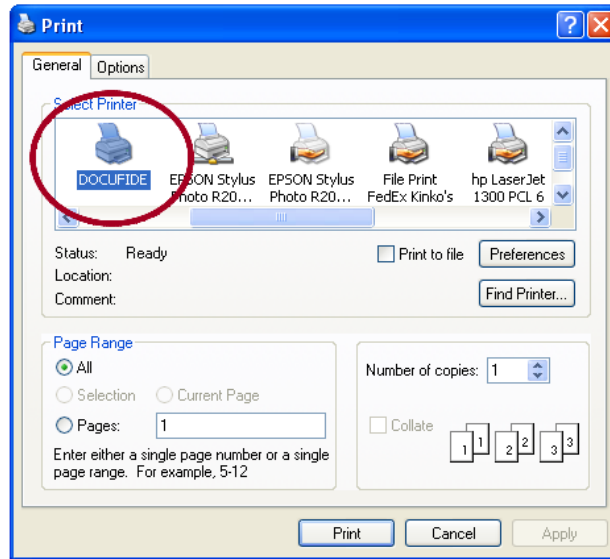 Print
General Options
Select Printer
DOCUFIDE
EPSON Stylus Photo R20...
EPSON Stylus Photo R20...
File Print FedEx Kinko's
hp LaserJet 1300 PCL 6
Status: Ready
Location:
Comment:
Print to file
Preferences
Find Printer...
Page Range
All
Selection Current Page
Pages: 1
Enter either a single page number or a single
page range. For example, 5-12
Number of copies: 1
Collate
1 1 2 2 3 3
Print Cancel Apply